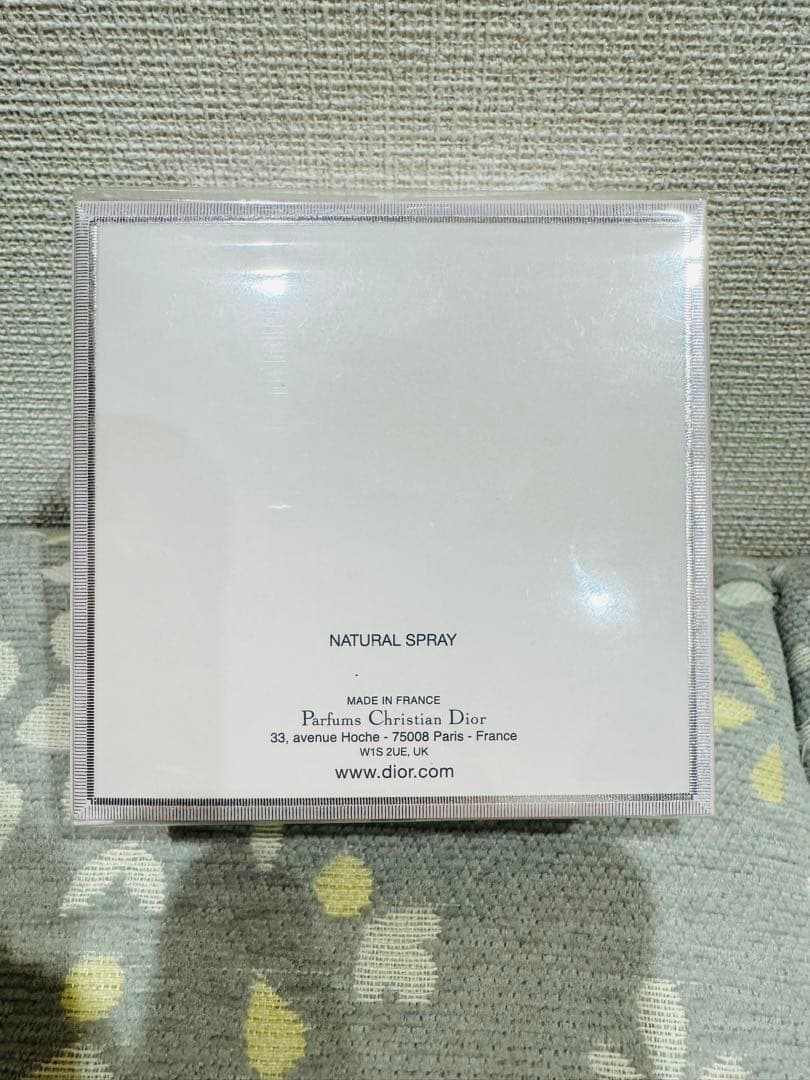 NATURAL SPRAY
MADE IN FRANCE
Parfums Christian Dior
33, avenue Hoche - 75008 Paris - France
W1S 2UE, UK
www.dior.com